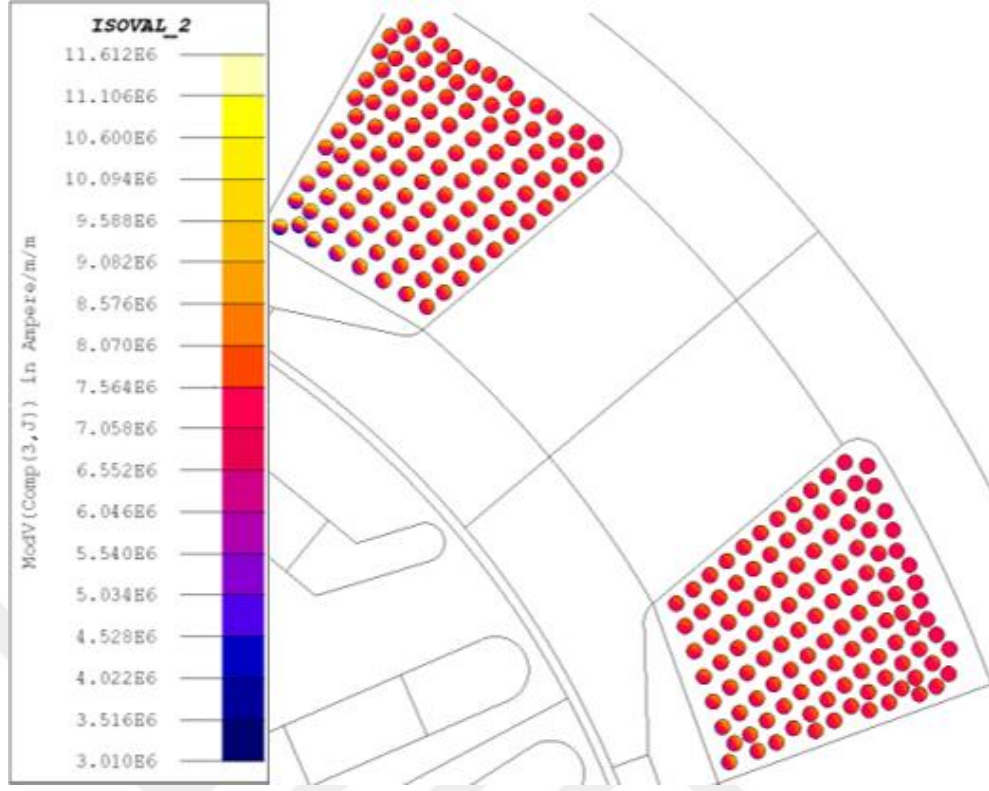 ISOVAL_2
11.612E6
11.106E6
10.600E6
10.094E6
9.588E6
9.082E6
8.576E6
8.070E6
7.564E6
7.058E6
6.552E6
6.046E6
5.540E6
5.034E6
4.528E6
4.022E6
3.516E6
3.010E6
ModV(Comp(3,J)) in Ampere/m/m